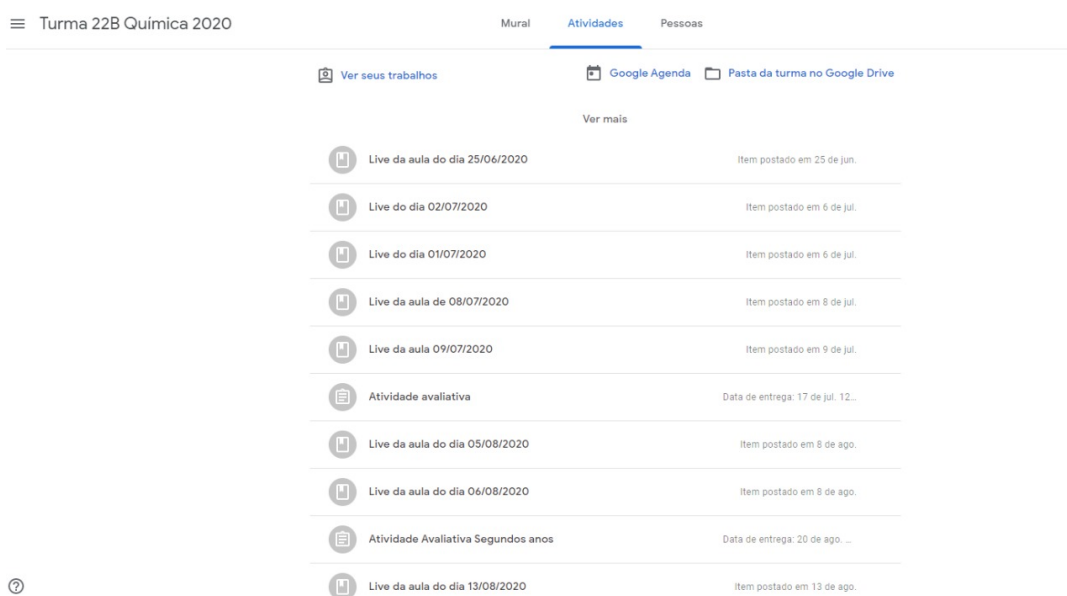 Turma 22B Química 2020
Mural Atividades Pessoas
Ver seus trabalhos Google Agenda Pasta da turma no Google Drive
Ver mais
Live da aula do dia 25/06/2020 Item postado em 25 de jun.
Live do dia 02/07/2020 Item postado em 6 de jul.
Live do dia 01/07/2020 Item postado em 6 de jul.
Live da aula de 08/07/2020 Item postado em 8 de jul.
Live da aula 09/07/2020 Item postado em 9 de jul.
Atividade avaliativa Data de entrega: 17 de jul. 12...
Live da aula do dia 05/08/2020 Item postado em 8 de ago.
Live da aula do dia 06/08/2020 Item postado em 8 de ago.
Atividade Avaliativa Segundos anos Data de entrega: 20 de ago. ...
Live da aula do dia 13/08/2020 Item postado em 13 de ago.